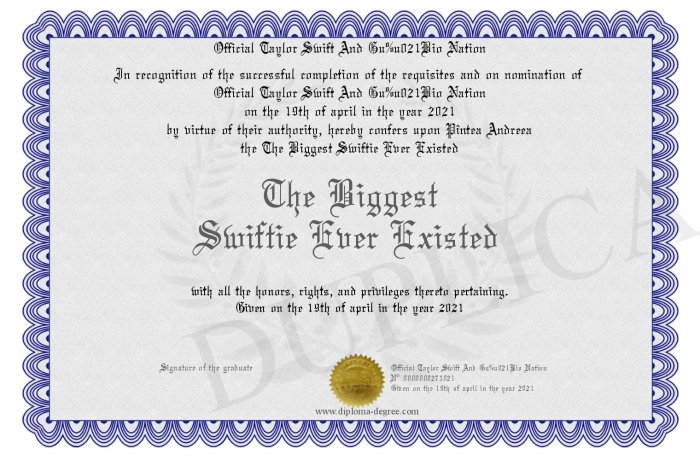 Official Taylor Swift And Gu%u021Bio Nation
In recognition of the successful completion of the requisites and on nomination of
Official Taylor Swift And Gu%u021Bio Nation
on the 19th of april in the year 2021
by virtue of their authority, hereby confers upon Pintea Andreea
the The Biggest Swiftie Ever Existed
The Biggest
Swiftie Ever Existed
with all the honors, rights, and privileges thereto pertaining.
Given on the 19th of april in the year 2021
Signature of the graduate
Official Taylor Swift And Gu%u021Bio Nation
N° 0000000273021
Given on the 19th of april in the year 2021
www.diploma-degree.com
DUPLICA